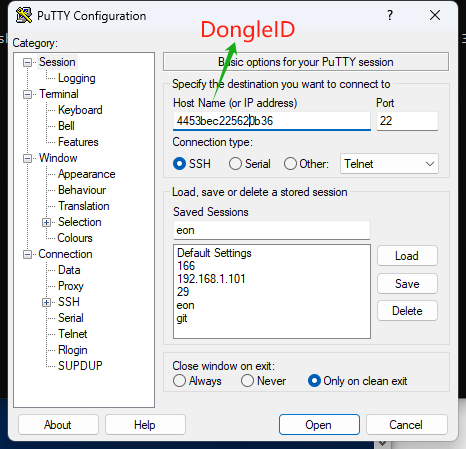 PuTTY Configuration
? ×
DongleID
Category:
Session
Logging
Terminal
Keyboard
Bell
Features
Window
Appearance
Behaviour
Translation
Selection
Colours
Connection
Data
Proxy
SSH
Serial
Telnet
Rlogin
SUPDUP
Basic options for your PuTTY session
Specify the destination you want to connect to
Host Name (or IP address) Port
4453bec225620b36 22
Connection type:
SSH Serial Other: Telnet
Load, save or delete a stored session
Saved Sessions
eon
Default Settings
166
192.168.1.101
29
eon
git
Load
Save
Delete
Close window on exit:
Always Never Only on clean exit
About Help Open Cancel